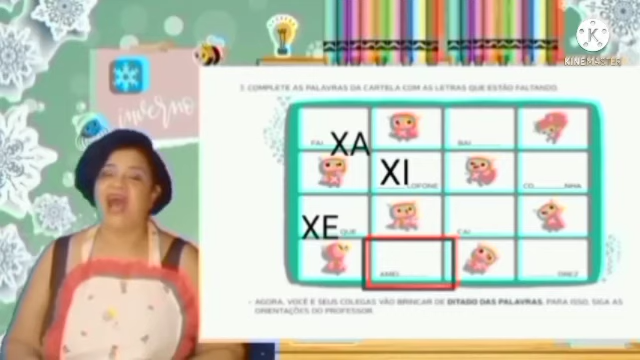 KINEMASTER
inverno
3. COMPLETE AS PALAVRAS DA CARTELA COM AS LETRAS QUE ESTÃO FALTANDO.
FAI
XA
BAI
XI
LOFONE
CO NHA
XE
QUE
CAI
AMEI
DREZ
- AGORA, VOCÊ E SEUS COLEGAS VÃO BRINCAR DE DITADO DAS PALAVRAS. PARA ISSO, SIGA AS
ORIENTAÇÕES DO PROFESSOR.